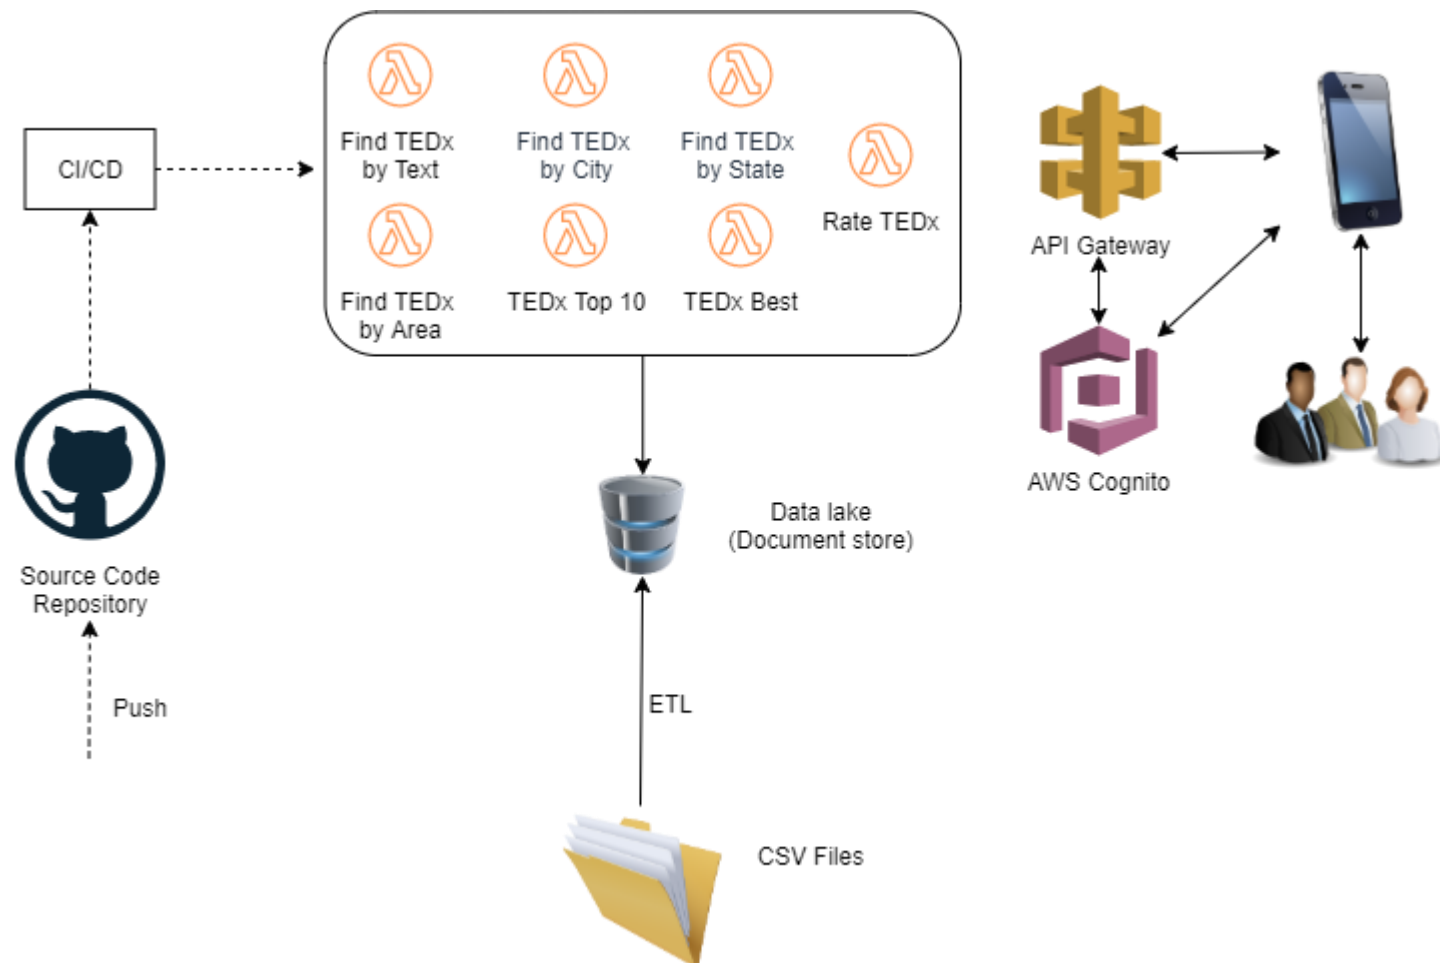 CI/CD
Find TEDx
by Text
Find TEDx
by City
Find TEDx
by State
Rate TEDx
Find TEDx
by Area
TEDx Top 10
TEDx Best
API Gateway
AWS Cognito
Source Code
Repository
Push
Data lake
(Document store)
ETL
CSV Files